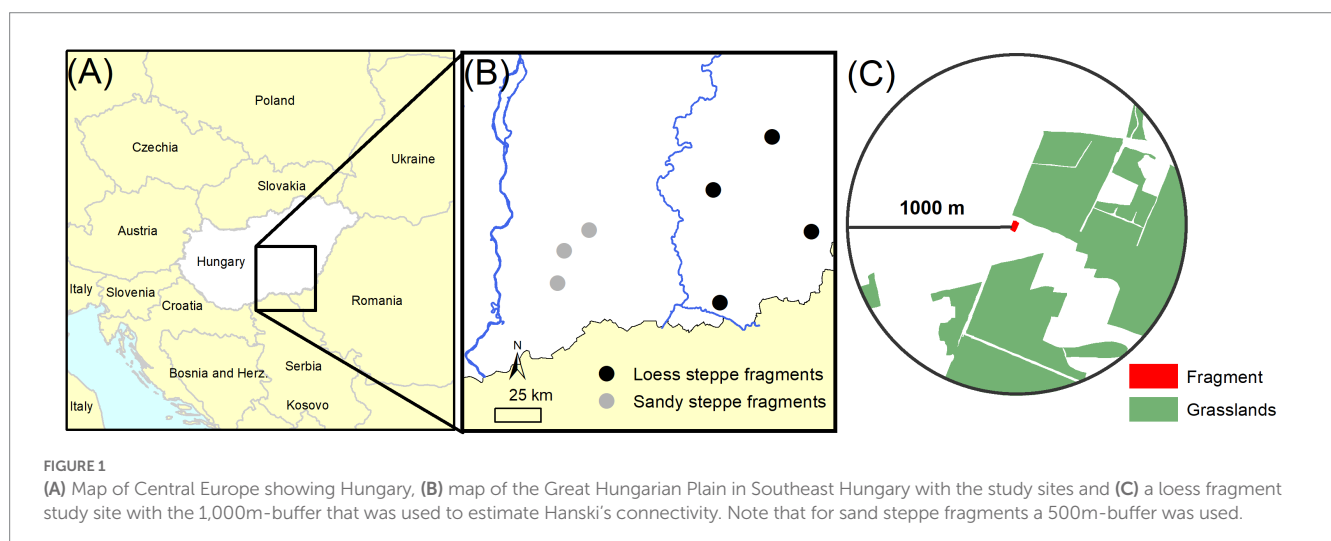 (A)
Poland
Czechia
Ukraine
Slovakia
Austria
Hungary
Italy
Slovenia
Croatia
Romania
Bosnia and Herz.
Serbia
Italy
Kosovo
(B)
N
25 km
Loess steppe fragments
Sandy steppe fragments
(C)
1000 m
Fragment
Grasslands
FIGURE 1
(A) Map of Central Europe showing Hungary, (B) map of the Great Hungarian Plain in Southeast Hungary with the study sites and (C) a loess fragment
study site with the 1,000m-buffer that was used to estimate Hanski's connectivity. Note that for sand steppe fragments a 500m-buffer was used.